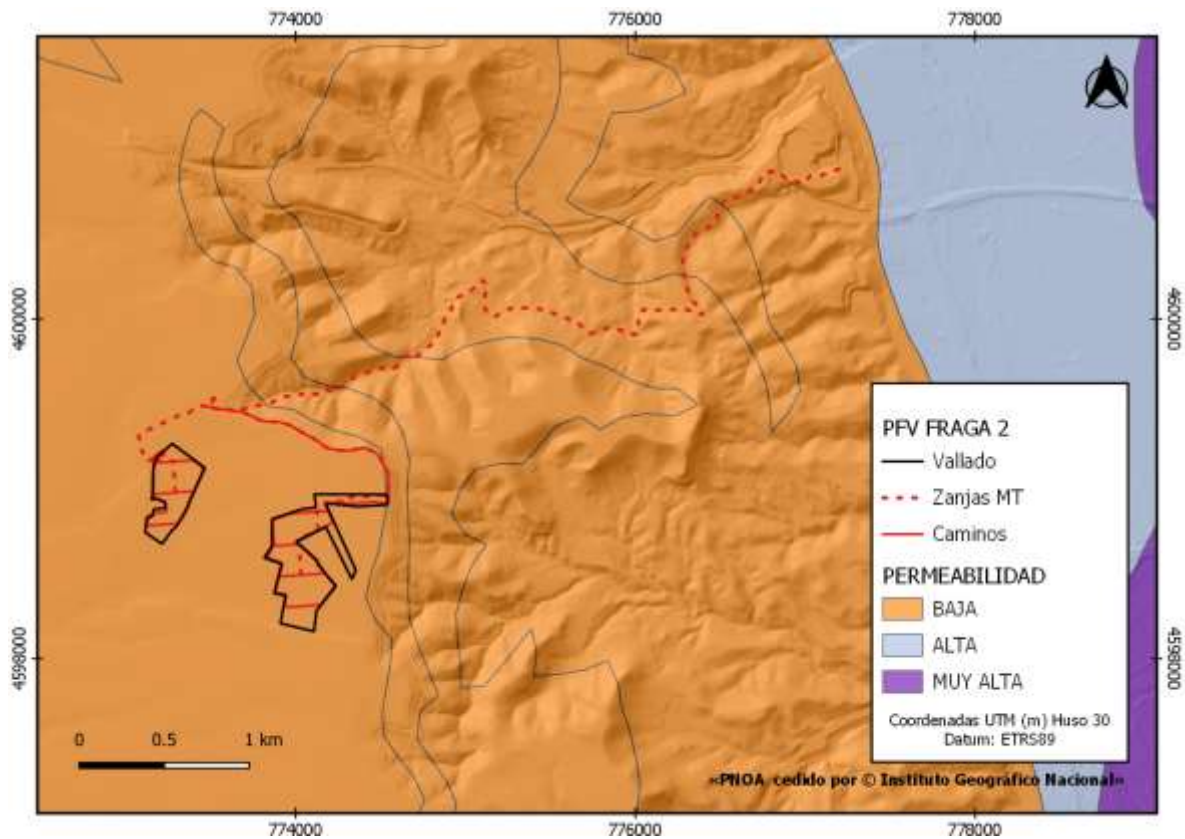 774000
776000
778000
4600000
4600000
PFV FRAGA 2
Vallado
Zanjas MT
Caminos
PERMEABILIDAD
BAJA
ALTA
MUY ALTA
Coordenadas UTM (m) Huso 30
Datum: ETRS89
4598000
4598000
0 0.5 1 km
«PNOA cedido por © Instituto Geográfico Nacional»
774000
776000
778000